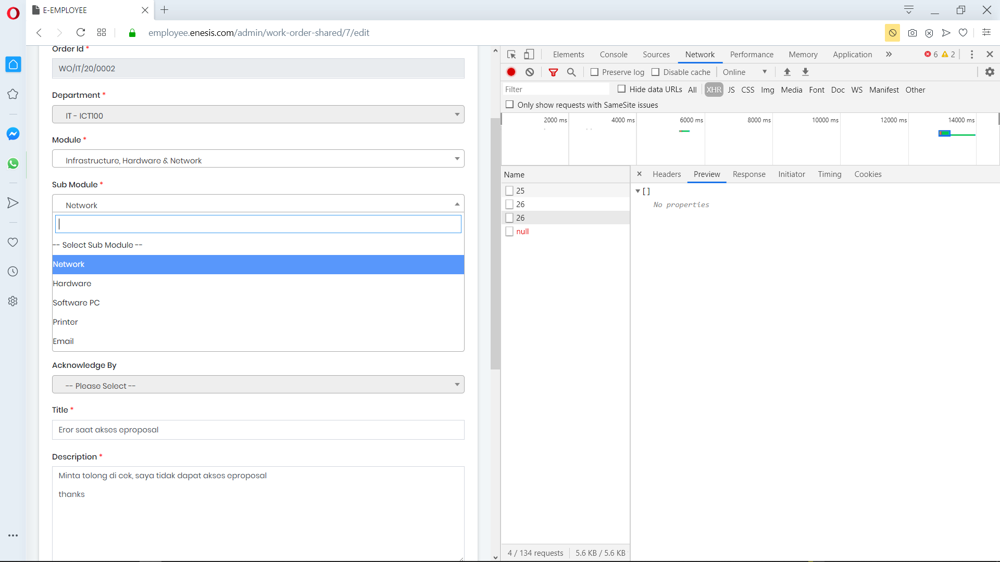 E-EMPLOYEE
employee.enesis.com/admin/work-order-shared/7/edit
Order Id *
WO/IT/20/0002
Department *
IT - ICT100
Module *
Infrastructure, Hardware & Network
Sub Module *
Network
-- Select Sub Module --
Network
Hardware
Software PC
Printer
Email
Acknowledge By
-- Please Select --
Title *
Eror saat akses eproposal
Description *
Minta tolong di cek, saya tidak dapat akses eproposal
thanks
Elements Console Sources Network Performance Memory Application » 6 2
Preserve log Disable cache Online
Filter Hide data URLs All XHR JS CSS Img Media Font Doc WS Manifest Other
Only show requests with SameSite issues
2000 ms 4000 ms 6000 ms 8000 ms 10000 ms 12000 ms 14000 ms
Name
25
26
26
null
Headers Preview Response Initiator Timing Cookies
[]
No properties
4 / 134 requests 5.6 KB / 5.6 KB